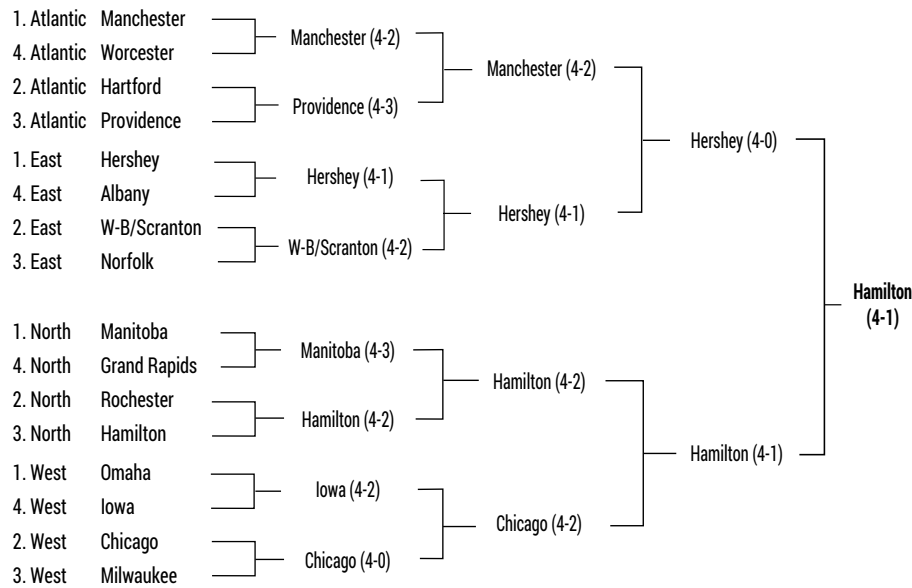 1. Atlantic Manchester
4. Atlantic Worcester
Manchester (4-2)
2. Atlantic Hartford
3. Atlantic Providence
Providence (4-3)
Manchester (4-2)
1. East Hershey
4. East Albany
Hershey (4-1)
2. East W-B/Scranton
3. East Norfolk
W-B/Scranton (4-2)
Hershey (4-1)
Hershey (4-0)
1. North Manitoba
4. North Grand Rapids
Manitoba (4-3)
2. North Rochester
3. North Hamilton
Hamilton (4-2)
Hamilton (4-2)
1. West Omaha
4. West Iowa
Iowa (4-2)
2. West Chicago
3. West Milwaukee
Chicago (4-0)
Chicago (4-2)
Hamilton (4-1)
Hamilton
(4-1)